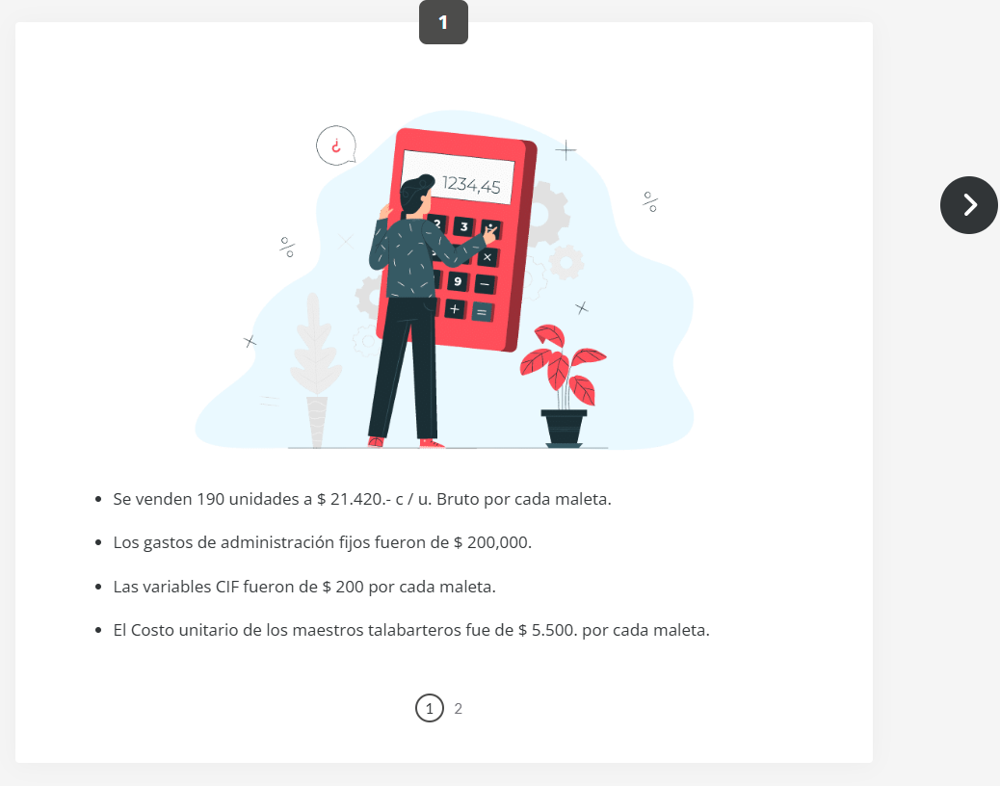 1
¿
1234,45
2 3 ÷
×
9 −
+ =
• Se venden 190 unidades a $ 21.420.- c / u. Bruto por cada maleta.
• Los gastos de administración fijos fueron de $ 200,000.
• Las variables CIF fueron de $ 200 por cada maleta.
• El Costo unitario de los maestros talabarteros fue de $ 5.500. por cada maleta.
1 2